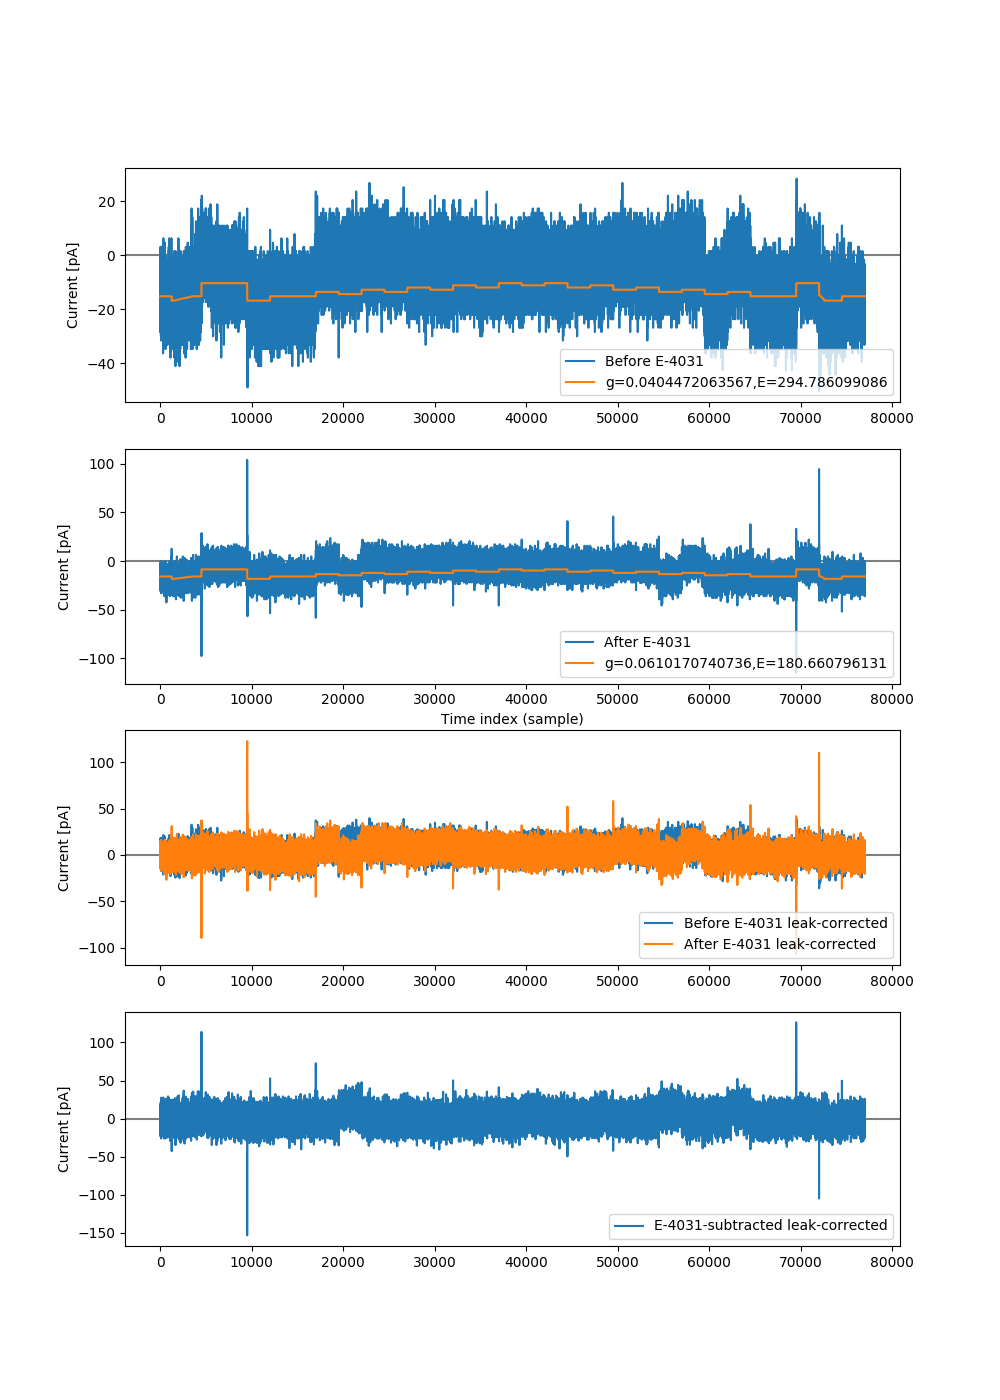 20
0
−20
−40
Current [pA]
Before E-4031
g=0.0404472063567,E=294.786099086
0 10000 20000 30000 40000 50000 60000 70000 80000
100
50
0
−50
−100
Current [pA]
After E-4031
g=0.0610170740736,E=180.660796131
0 10000 20000 30000 40000 50000 60000 70000 80000
Time index (sample)
100
50
0
−50
−100
Current [pA]
Before E-4031 leak-corrected
After E-4031 leak-corrected
0 10000 20000 30000 40000 50000 60000 70000 80000
100
50
0
−50
−100
−150
Current [pA]
E-4031-subtracted leak-corrected
0 10000 20000 30000 40000 50000 60000 70000 80000